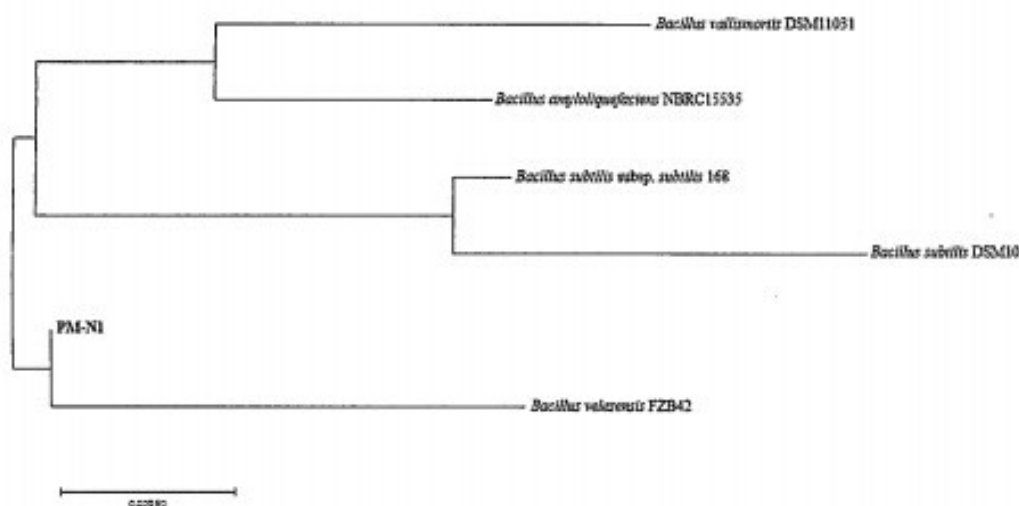 Bacillus vallismortis DSM11031
Bacillus amyloliquefaciens NBRC15535
Bacillus subtilis subsp. subtilis 168
Bacillus subtilis DSM10
PM-N1
Bacillus velezensis FZB42